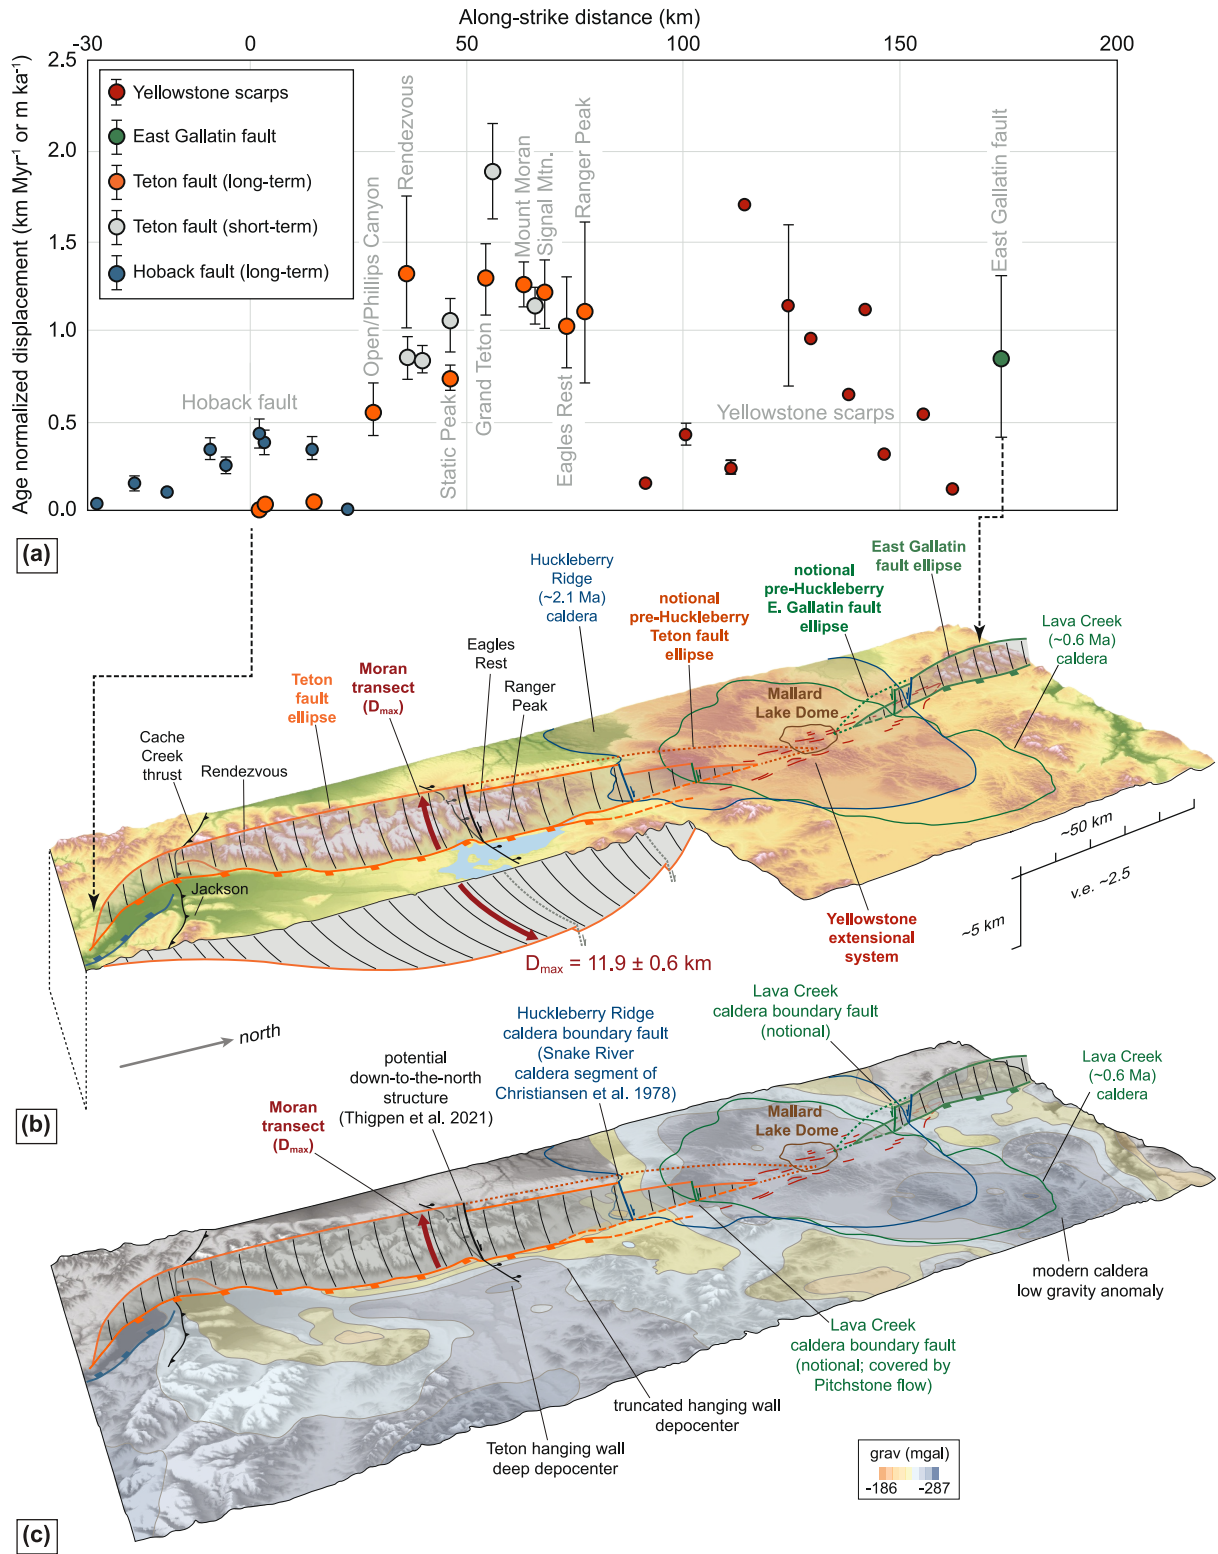 Along-strike distance (km)
-30 0 50 100 150 200
Age normalized displacement (km Myr⁻¹ or m ka⁻¹)
2.5
2.0
1.5
1.0
0.5
0.0
Yellowstone scarps
East Gallatin fault
Teton fault (long-term)
Teton fault (short-term)
Hoback fault (long-term)
Hoback fault
Open/Phillips Canyon
Rendezvous
Static Peak
Grand Teton
Mount Moran
Signal Mtn.
Eagles Rest
Ranger Peak
Yellowstone scarps
East Gallatin fault
(a)
Huckleberry
Ridge
(~2.1 Ma)
caldera
notional
pre-Huckleberry
Teton fault
ellipse
notional
pre-Huckleberry
E. Gallatin fault
ellipse
East Gallatin
fault ellipse
Lava Creek
(~0.6 Ma)
caldera
Teton
fault
ellipse
Moran
transect
(Dmax)
Eagles
Rest
Ranger
Peak
Mallard
Lake Dome
Cache
Creek
thrust
Rendezvous
Jackson
~50 km
v.e. ~2.5
~5 km
Yellowstone
extensional
system
Dmax = 11.9 ± 0.6 km
north
(b)
Moran
transect
(Dmax)
potential
down-to-the-north
structure
(Thigpen et al. 2021)
Huckleberry Ridge
caldera boundary fault
(Snake River
caldera segment of
Christiansen et al. 1978)
Lava Creek
caldera boundary fault
(notional)
Lava Creek
(~0.6 Ma)
caldera
Mallard
Lake Dome
modern caldera
low gravity anomaly
Lava Creek
caldera boundary fault
(notional; covered by
Pitchstone flow)
truncated hanging wall
depocenter
Teton hanging wall
deep depocenter
grav (mgal)
-186 -287
(c)